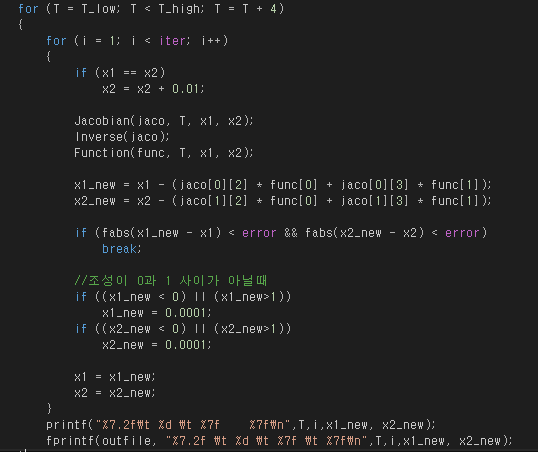 for (T = T_low; T < T_high; T = T + 4)
{
for (i = 1; i < iter; i++)
{
if (x1 == x2)
x2 = x2 + 0.01;
Jacobian(jaco, T, x1, x2);
Inverse(jaco);
Function(func, T, x1, x2);
x1_new = x1 - (jaco[0][2] * func[0] + jaco[0][3] * func[1]);
x2_new = x2 - (jaco[1][2] * func[0] + jaco[1][3] * func[1]);
if (fabs(x1_new - x1) < error && fabs(x2_new - x2) < error)
break;
//조성이 0과 1 사이가 아닐때
if ((x1_new < 0) || (x1_new>1))
x1_new = 0.0001;
if ((x2_new < 0) || (x2_new>1))
x2_new = 0.0001;
x1 = x1_new;
x2 = x2_new;
}
printf("%7.2f₩t %d ₩t %7f    %7f₩n",T,i,x1_new, x2_new);
fprintf(outfile, "%7.2f ₩t %d ₩t %7f ₩t %7f₩n",T,i,x1_new, x2_new);